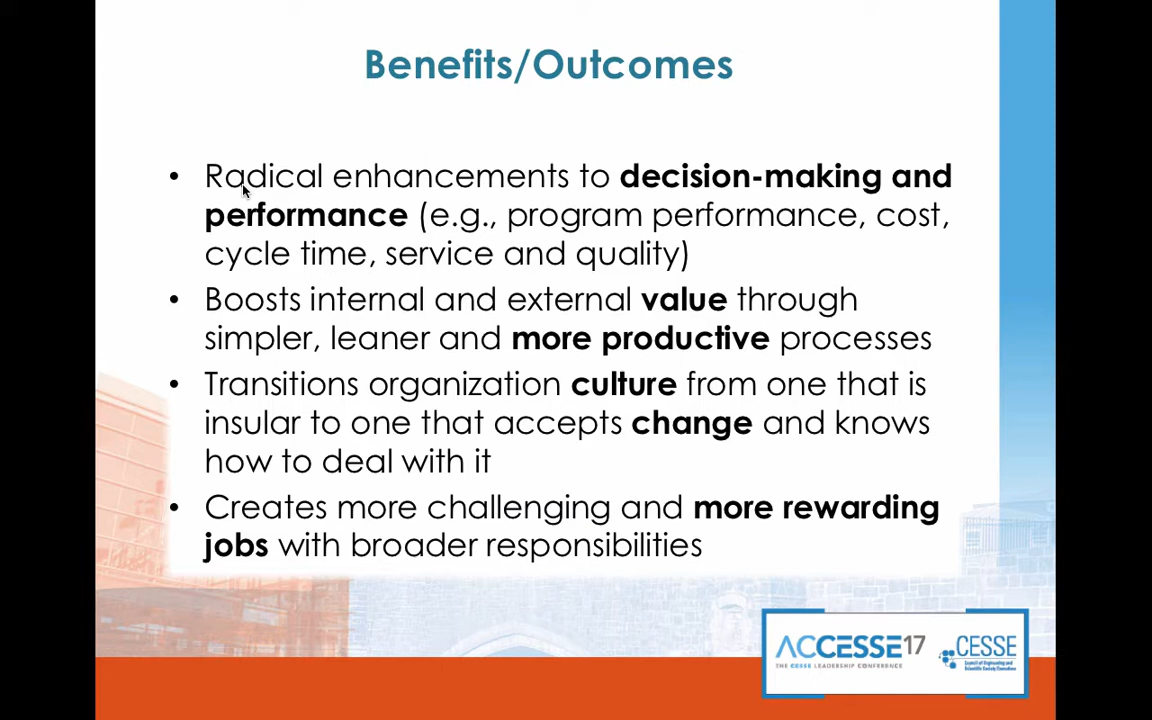 Benefits/Outcomes
• Radical enhancements to decision-making and
performance (e.g., program performance, cost,
cycle time, service and quality)
• Boosts internal and external value through
simpler, leaner and more productive processes
• Transitions organization culture from one that is
insular to one that accepts change and knows
how to deal with it
• Creates more challenging and more rewarding
jobs with broader responsibilities
ACCESSE17
THE CESSE LEADERSHIP CONFERENCE
CESSE
Council of Engineering and
Scientific Society Executives